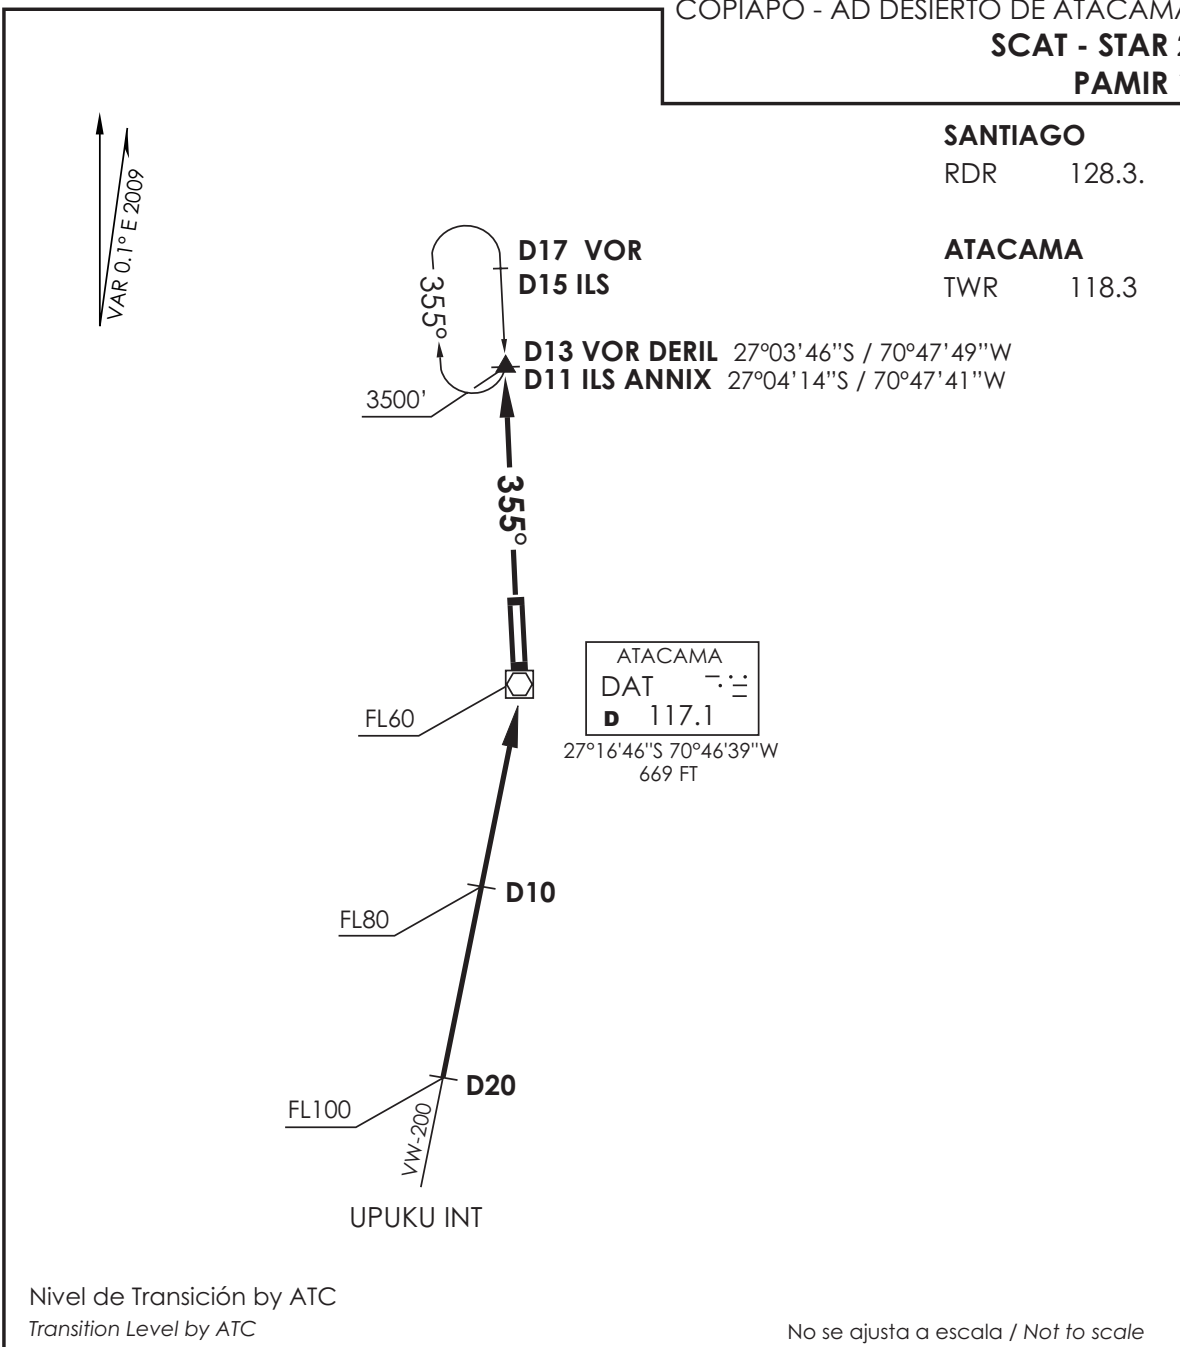 COPIAPO - AD DESIERTO DE ATACAMA
SCAT - STAR
PAMIR
SANTIAGO
RDR 128.3.
ATACAMA
TWR 118.3
VAR 0.1° E 2009
D17 VOR
D15 ILS
355°
D13 VOR DERIL 27°03'46"S / 70°47'49"W
D11 ILS ANNIX 27°04'14"S / 70°47'41"W
3500'
355°
ATACAMA
DAT
D 117.1
27°16'46"S 70°46'39"W
669 FT
FL60
D10
FL80
D20
FL100
VW-200
UPUKU INT
Nivel de Transición by ATC
Transition Level by ATC
No se ajusta a escala / Not to scale